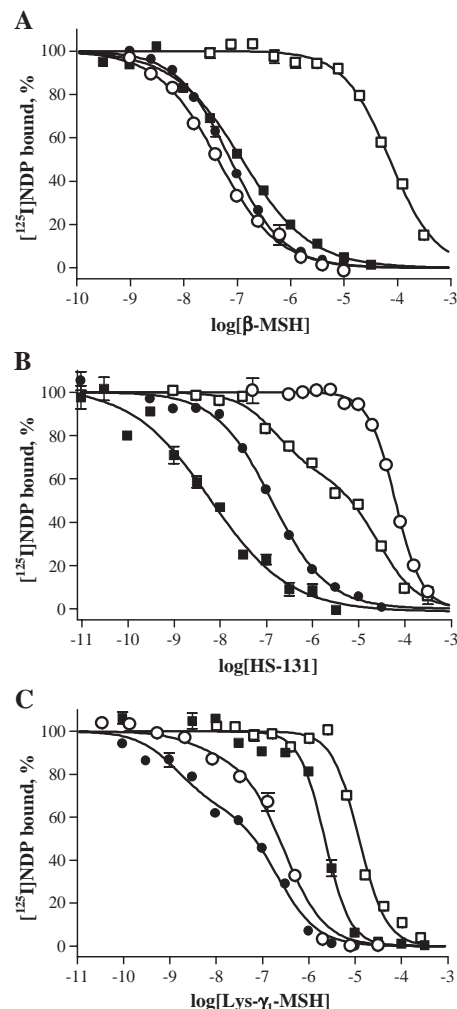 A
[¹²⁵I]NDP bound, %
100
80
60
40
20
0
-10 -9 -8 -7 -6 -5 -4 -3
log[β-MSH]
B
[¹²⁵I]NDP bound, %
100
80
60
40
20
0
-11 -10 -9 -8 -7 -6 -5 -4 -3
log[HS-131]
C
[¹²⁵I]NDP bound, %
100
80
60
40
20
0
-11 -10 -9 -8 -7 -6 -5 -4 -3
log[Lys-γ₁-MSH]